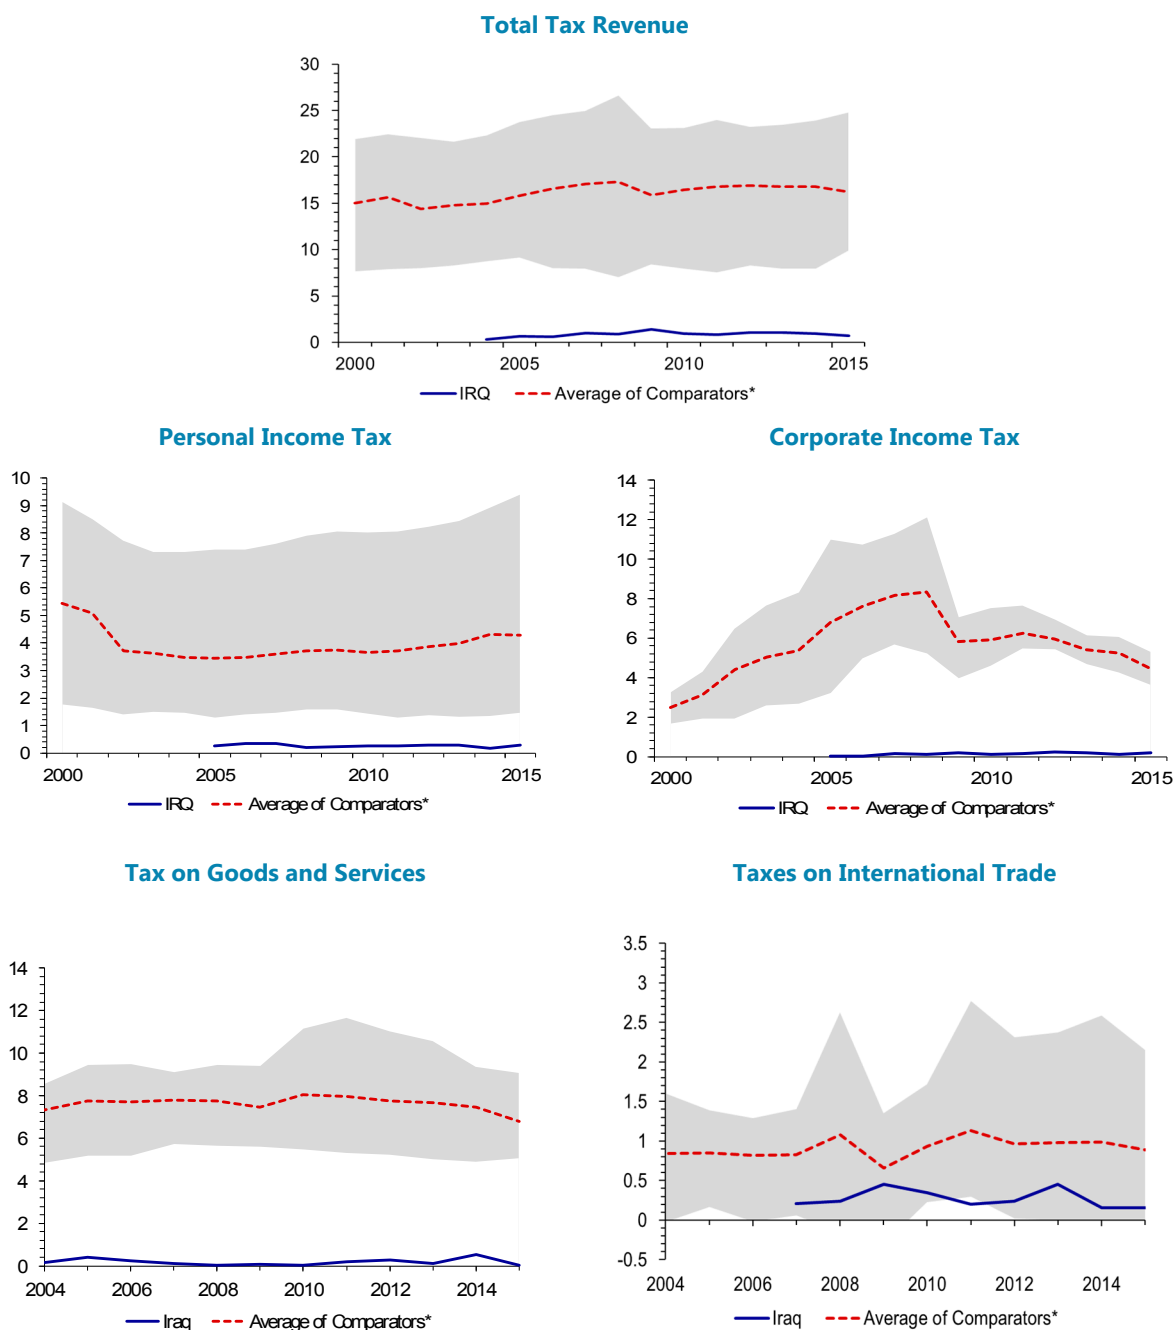 Total Tax Revenue
30
25
20
15
10
5
0
2000 2005 2010 2015
IRQ Average of Comparators*
Personal Income Tax
10
9
8
7
6
5
4
3
2
1
0
2000 2005 2010 2015
IRQ Average of Comparators*
Corporate Income Tax
14
12
10
8
6
4
2
0
2000 2005 2010 2015
IRQ Average of Comparators*
Tax on Goods and Services
14
12
10
8
6
4
2
0
2004 2006 2008 2010 2012 2014
Iraq Average of Comparators*
Taxes on International Trade
3.5
3
2.5
2
1.5
1
0.5
0
-0.5
2004 2006 2008 2010 2012 2014
Iraq Average of Comparators*